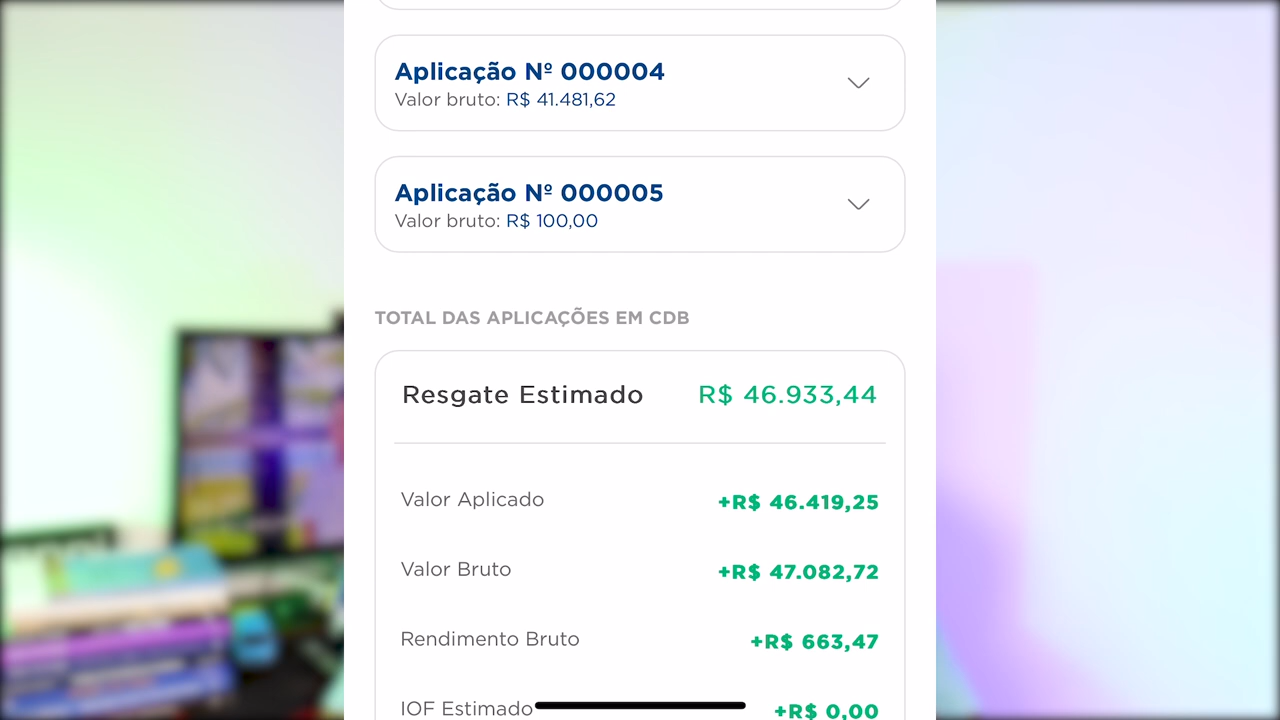 Aplicação Nº 000004
Valor bruto: R$ 41.481,62
Aplicação Nº 000005
Valor bruto: R$ 100,00
TOTAL DAS APLICAÇÕES EM CDB
Resgate Estimado R$ 46.933,44
Valor Aplicado +R$ 46.419,25
Valor Bruto +R$ 47.082,72
Rendimento Bruto +R$ 663,47
IOF Estimado +R$ 0,00